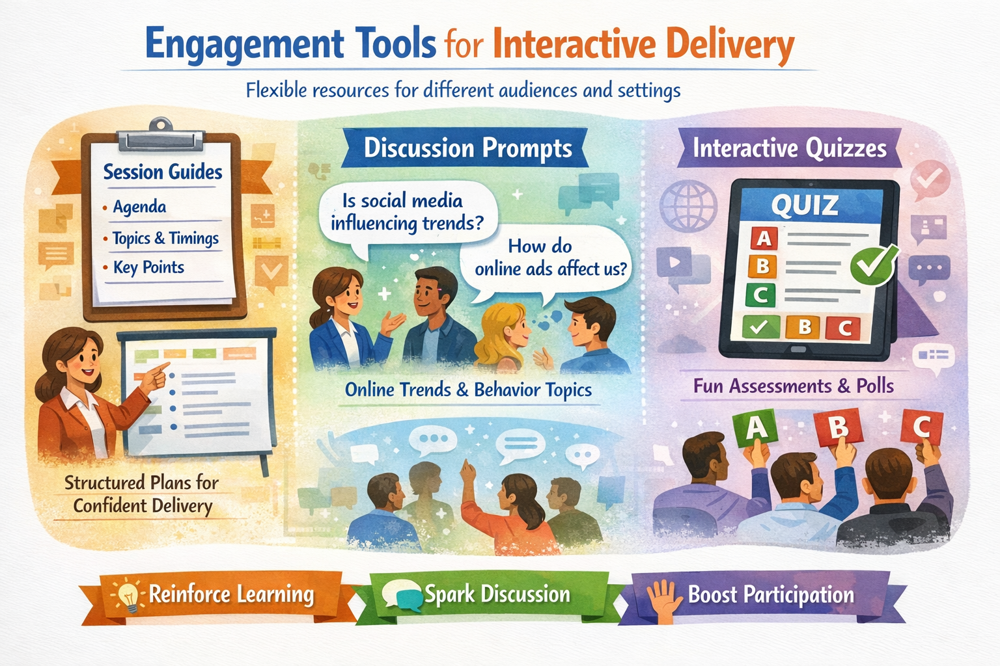 Engagement Tools for Interactive Delivery
Flexible resources for different audiences and settings
Session Guides
• Agenda
• Topics & Timings
• Key Points
Structured Plans for
Confident Delivery
Discussion Prompts
Is social media
influencing trends?
How do
online ads affect us?
Online Trends & Behavior Topics
Interactive Quizzes
QUIZ
A
B
C
B C
Fun Assessments & Polls
A B C
Reinforce Learning
Spark Discussion
Boost Participation